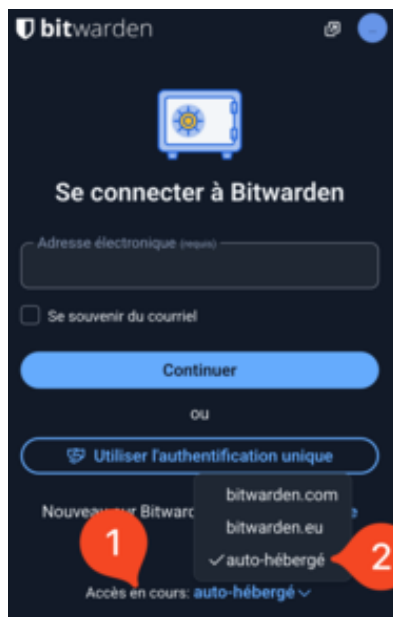 bitwarden
Se connecter à Bitwarden
Adresse électronique (requis)
Se souvenir du courriel
Continuer
ou
Utiliser l'authentification unique
bitwarden.com
Nouveau sur Bitward
bitwarden.eu
1
✓auto-hébergé
2
Accès en cours: auto-hébergé